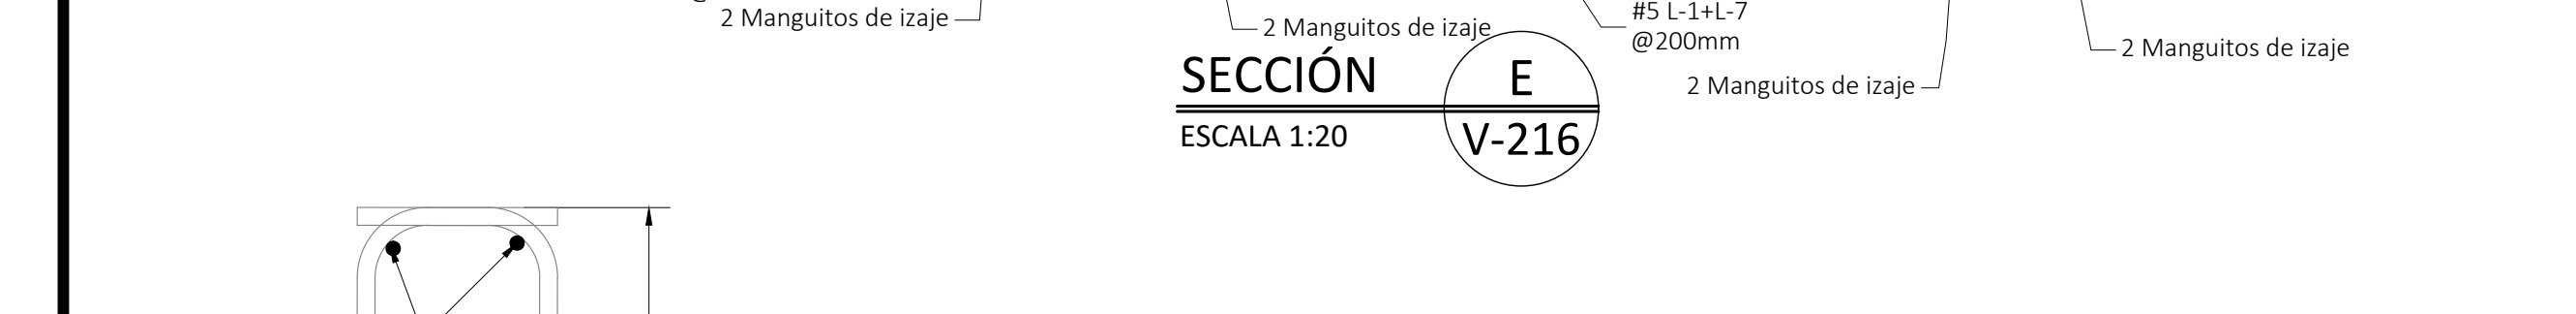 2 Manguitos de izaje
2 Manguitos de izaje
#5 L-1+L-7
@200mm
2 Manguitos de izaje
2 Manguitos de izaje
SECCIÓN
E
ESCALA 1:20
V-216